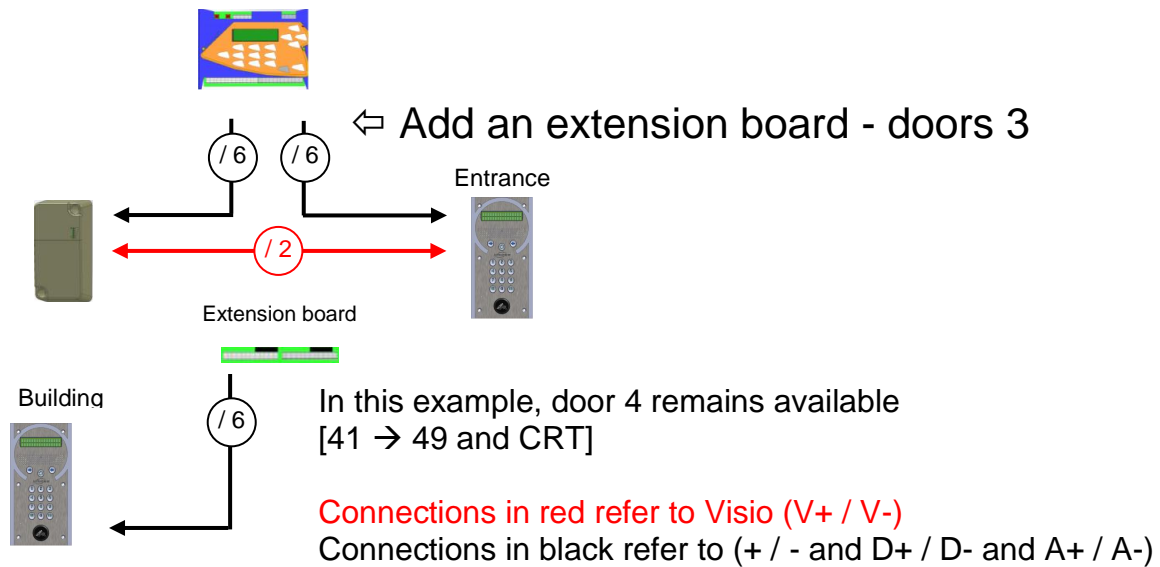 ⇦ Add an extension board - doors 3
/ 6
/ 6
Entrance
/ 2
Extension board
Building
/ 6
In this example, door 4 remains available
[41 → 49 and CRT]
Connections in red refer to Visio (V+ / V-)
Connections in black refer to (+ / - and D+ / D- and A+ / A-)